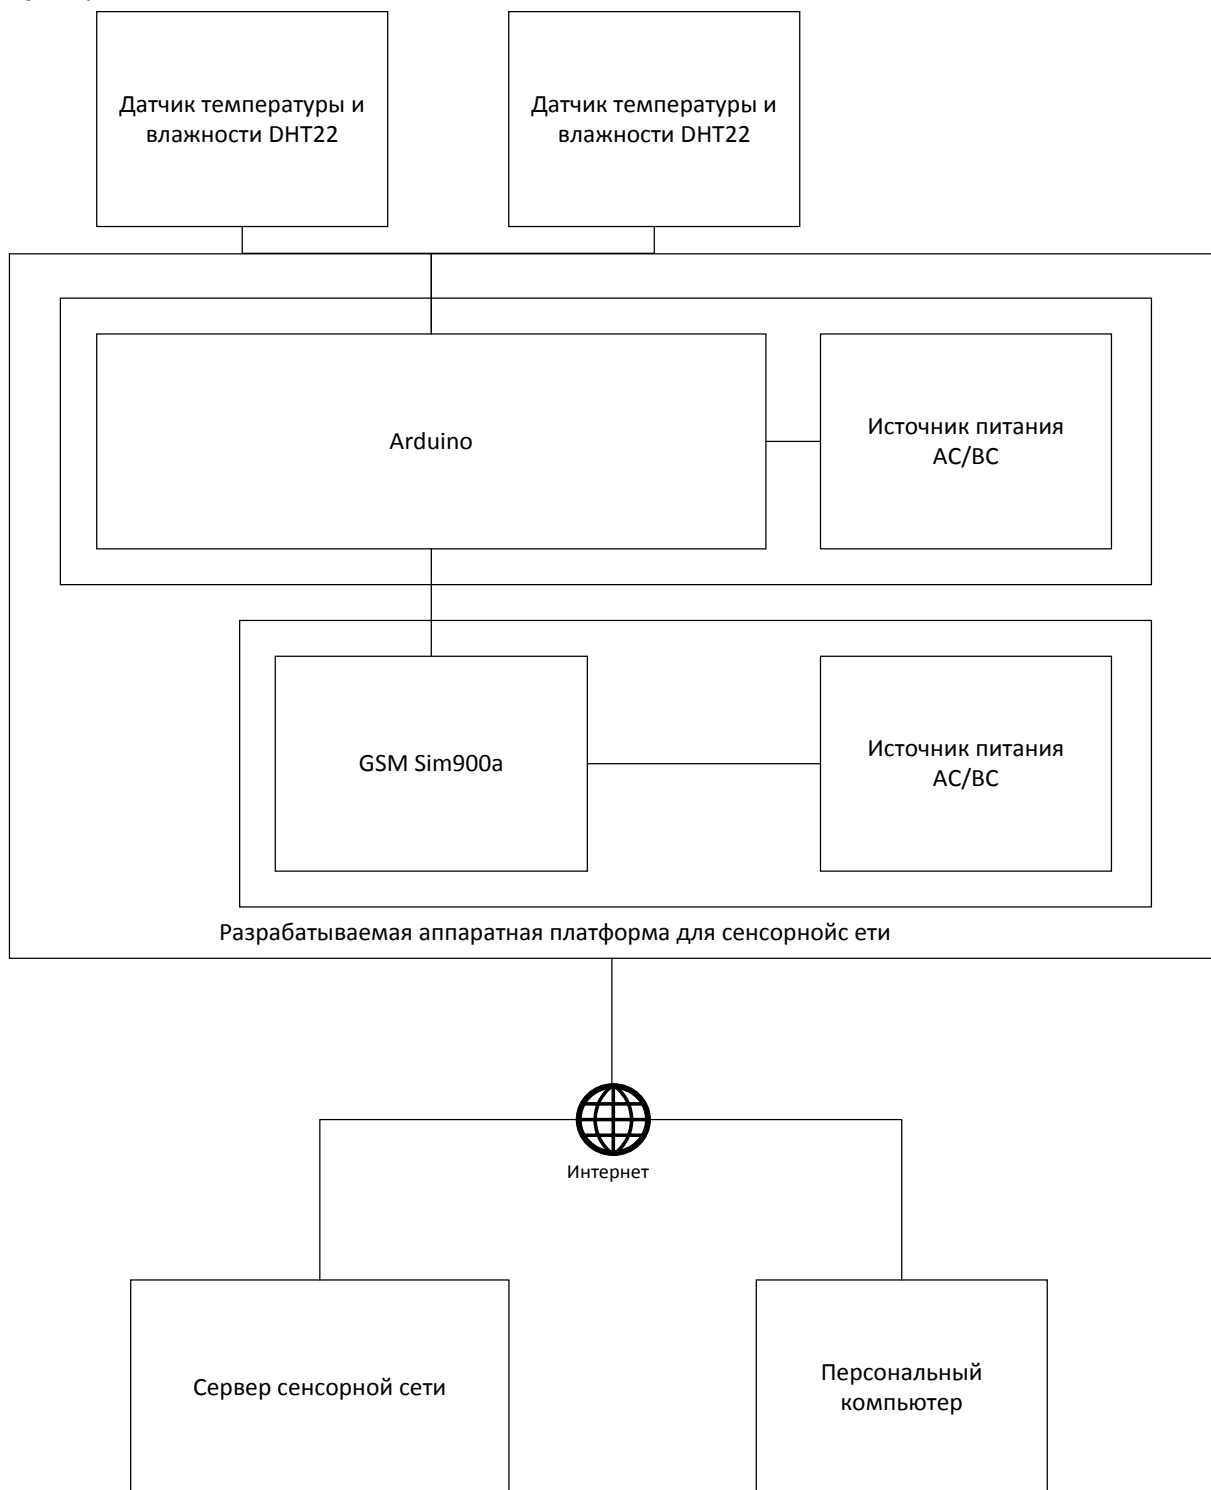 Датчик температуры и
влажности DHT22
Датчик температуры и
влажности DHT22
Arduino
Источник питания
AC/BC
GSM Sim900a
Источник питания
AC/BC
Разрабатываемая аппаратная платформа для сенсорнойс ети
Интернет
Сервер сенсорной сети
Персональный
компьютер